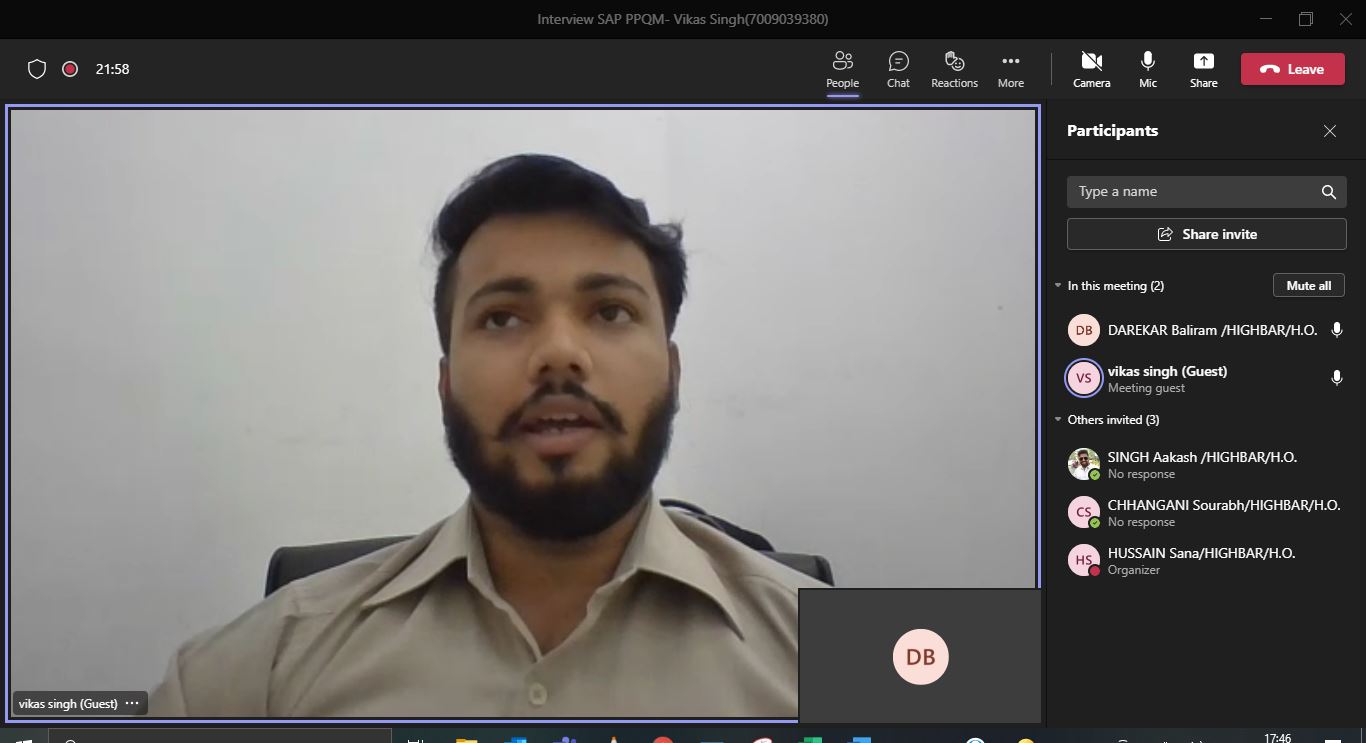 Interview SAP PPQM- Vikas Singh(7009039380)
21:58
People
Chat
Reactions
More
Camera
Mic
Share
Leave
Participants
Type a name
Share invite
In this meeting (2)
Mute all
DB
DAREKAR Baliram /HIGHBAR/H.O.
VS
vikas singh (Guest)
Meeting guest
Others invited (3)
SINGH Aakash /HIGHBAR/H.O.
No response
CS
CHHANGANI Sourabh/HIGHBAR/H.O.
No response
HS
HUSSAIN Sana/HIGHBAR/H.O.
Organizer
DB
vikas singh (Guest) ···
17:46